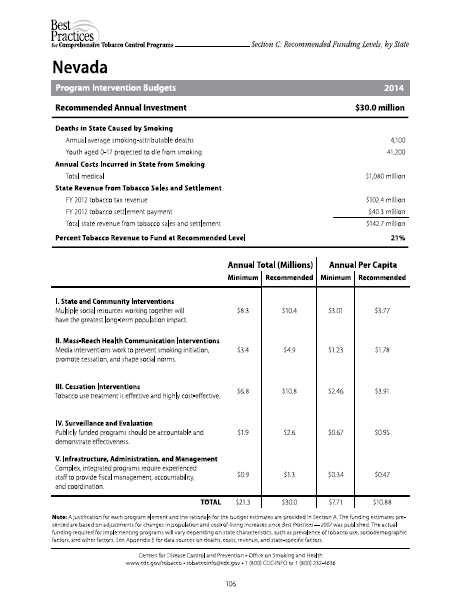 Best
Practices
for Comprehensive Tobacco Control Programs
Section C: Recommended Funding Levels, by State
Nevada
Program Intervention Budgets 2014
Recommended Annual Investment $30.0 million
Deaths in State Caused by Smoking
Annual average smoking-attributable deaths 4,100
Youth aged 0-17 projected to die from smoking 41,200
Annual Costs Incurred in State from Smoking
Total medical $1,080 million
State Revenue from Tobacco Sales and Settlement
FY 2012 tobacco tax revenue $102.4 million
FY 2012 tobacco settlement payment $40.3 million
Total state revenue from tobacco sales and settlement $142.7 million
Percent Tobacco Revenue to Fund at Recommended Level 21%
Annual Total (Millions) Annual Per Capita
Minimum Recommended Minimum Recommended
I. State and Community Interventions
Multiple social resources working together will
have the greatest long-term population impact.
$8.3 $10.4 $3.01 $3.77
II. Mass-Reach Health Communication Interventions
Media interventions work to prevent smoking initiation,
promote cessation, and shape social norms.
$3.4 $4.9 $1.23 $1.78
III. Cessation Interventions
Tobacco use treatment is effective and highly cost-effective.
$6.8 $10.8 $2.46 $3.91
IV. Surveillance and Evaluation
Publicly funded programs should be accountable and
demonstrate effectiveness.
$1.9 $2.6 $0.67 $0.95
V. Infrastructure, Administration, and Management
Complex, integrated programs require experienced
staff to provide fiscal management, accountability,
and coordination.
$0.9 $1.3 $0.34 $0.47
TOTAL $21.3 $30.0 $7.71 $10.88
Note: A justification for each program element and the rationale for the budget estimates are provided in Section A. The funding estimates pre-
sented are based on adjustments for changes in population and cost-of-living increases since Best Practices — 2007 was published. The actual
funding required for implementing programs will vary depending on state characteristics, such as prevalence of tobacco use, sociodemographic
factors, and other factors. See Appendix E for data sources on deaths, costs, revenue, and state-specific factors.
Centers for Disease Control and Prevention • Office on Smoking and Health
www.cdc.gov/tobacco • tobaccoinfo@cdc.gov • 1 (800) CDC-INFO or 1 (800) 232-4636
106